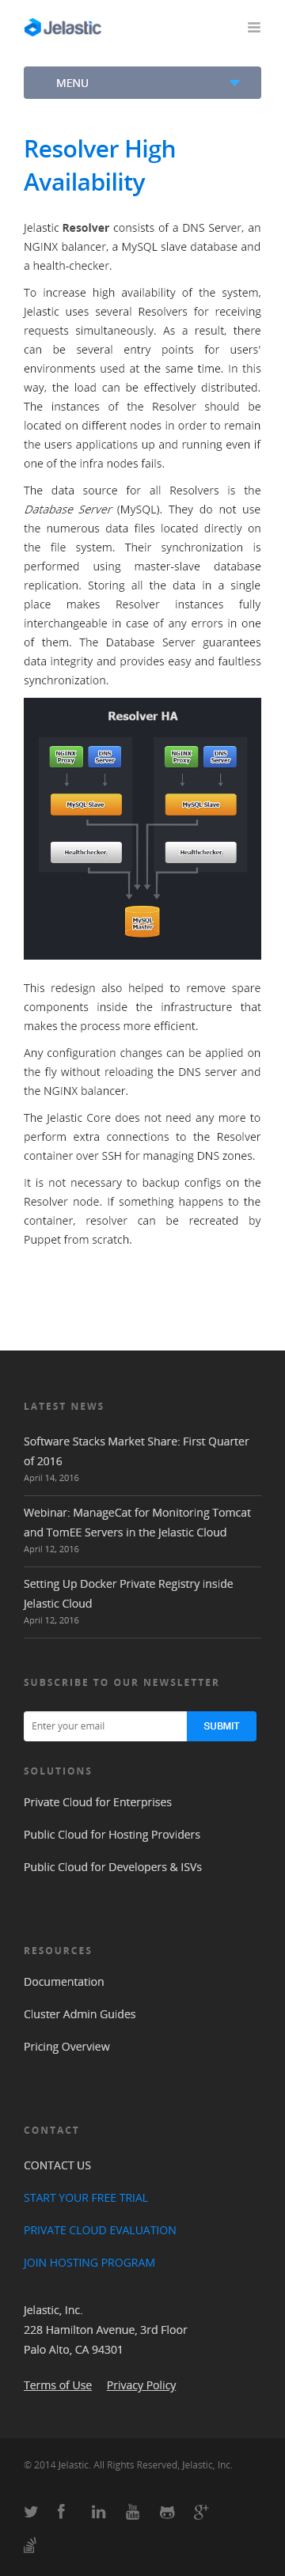 Jelastic
MENU
Resolver High
Availability
Jelastic Resolver consists of a DNS Server, an
NGINX balancer, a MySQL slave database and
a health-checker.
To increase high availability of the system,
Jelastic uses several Resolvers for receiving
requests simultaneously. As a result, there
can be several entry points for users'
environments used at the same time. In this
way, the load can be effectively distributed.
The instances of the Resolver should be
located on different nodes in order to remain
the users applications up and running even if
one of the infra nodes fails.
The data source for all Resolvers is the
Database Server (MySQL). They do not use
the numerous data files located directly on
the file system. Their synchronization is
performed using master-slave database
replication. Storing all the data in a single
place makes Resolver instances fully
interchangeable in case of any errors in one
of them. The Database Server guarantees
data integrity and provides easy and faultless
synchronization.
Resolver HA
NGINX Proxy DNS Server NGINX Proxy DNS Server
MySQL Slave MySQL Slave
Healthchecker Healthchecker
MySQL Master
This redesign also helped to remove spare
components inside the infrastructure that
makes the process more efficient.
Any configuration changes can be applied on
the fly without reloading the DNS server and
the NGINX balancer.
The Jelastic Core does not need any more to
perform extra connections to the Resolver
container over SSH for managing DNS zones.
It is not necessary to backup configs on the
Resolver node. If something happens to the
container, resolver can be recreated by
Puppet from scratch.
LATEST NEWS
Software Stacks Market Share: First Quarter
of 2016
April 14, 2016
Webinar: ManageCat for Monitoring Tomcat
and TomEE Servers in the Jelastic Cloud
April 12, 2016
Setting Up Docker Private Registry inside
Jelastic Cloud
April 12, 2016
SUBSCRIBE TO OUR NEWSLETTER
Enter your email SUBMIT
SOLUTIONS
Private Cloud for Enterprises
Public Cloud for Hosting Providers
Public Cloud for Developers & ISVs
RESOURCES
Documentation
Cluster Admin Guides
Pricing Overview
CONTACT
CONTACT US
START YOUR FREE TRIAL
PRIVATE CLOUD EVALUATION
JOIN HOSTING PROGRAM
Jelastic, Inc.
228 Hamilton Avenue, 3rd Floor
Palo Alto, CA 94301
Terms of Use Privacy Policy
© 2014 Jelastic. All Rights Reserved, Jelastic, Inc.